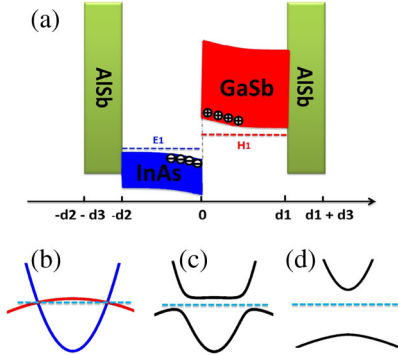 (a)
AlSb
GaSb
AlSb
E1
H1
InAs
-d2 - d3 -d2 0 d1 d1 + d3
(b) (c) (d)